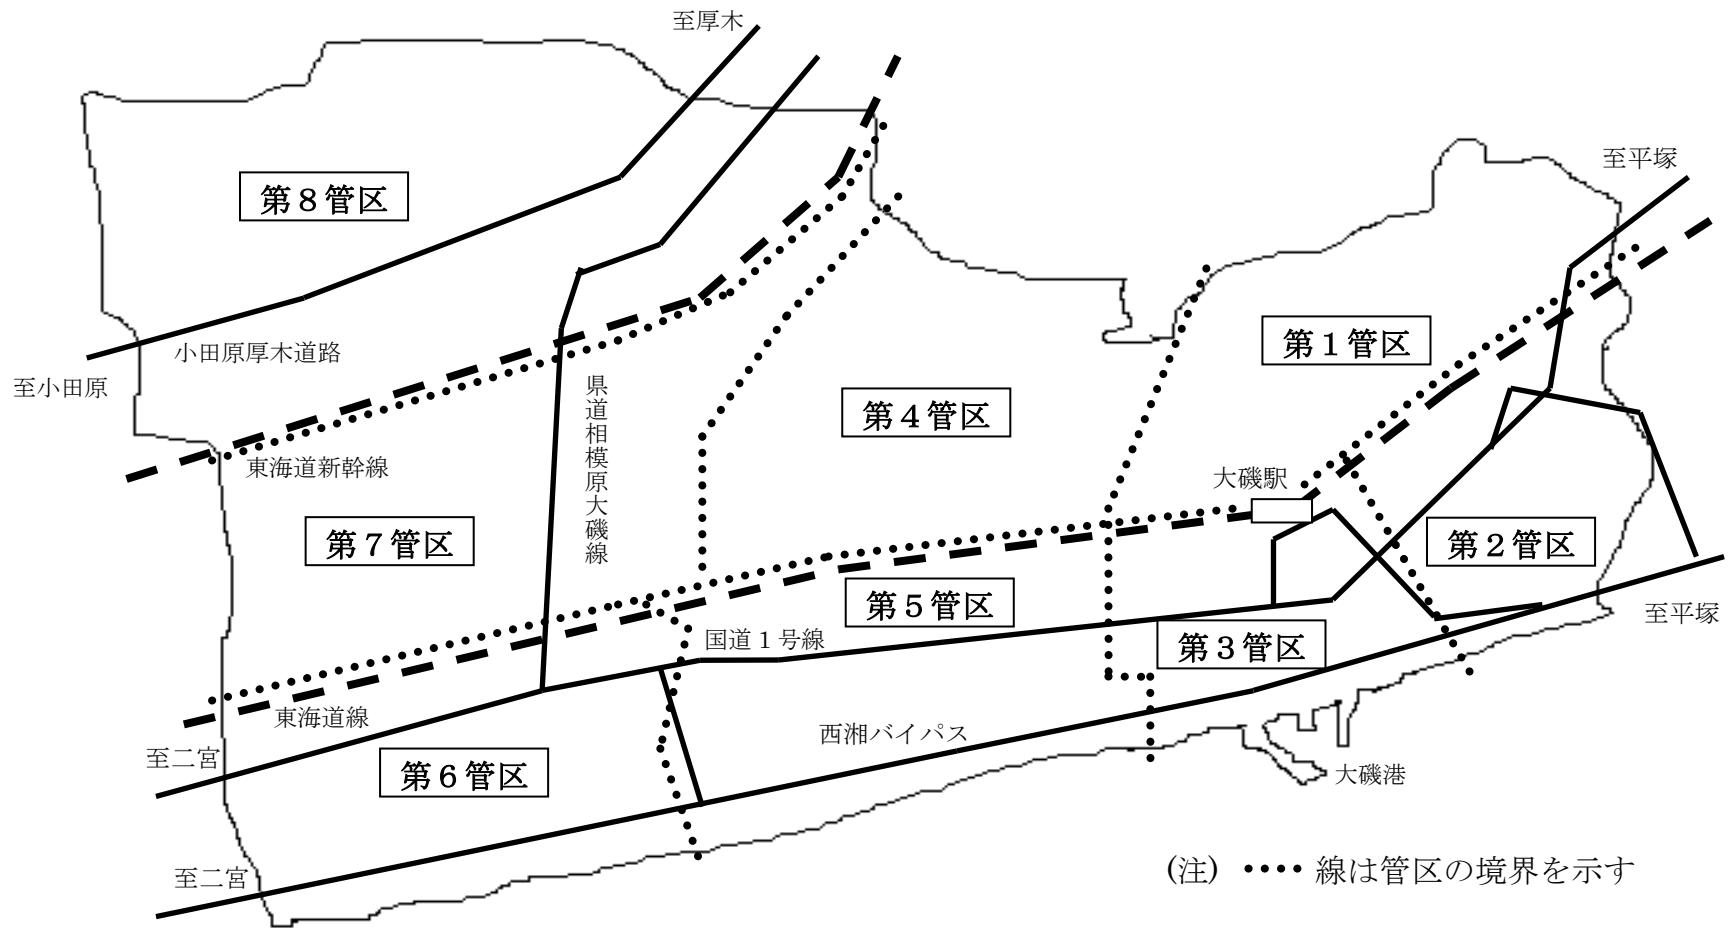 至厚木
至平塚
第８管区
第１管区
小田原厚木道路
至小田原
県道相模原大磯線
第４管区
東海道新幹線
大磯駅
第７管区
第２管区
第５管区
至平塚
国道１号線
第３管区
東海道線
西湘バイパス
至二宮
第６管区
大磯港
至二宮
(注) ････ 線は管区の境界を示す